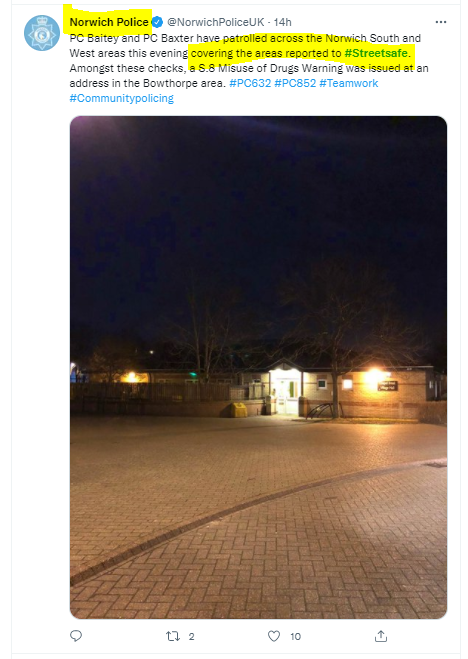 Norwich Police @NorwichPoliceUK · 14h
PC Baitey and PC Baxter have patrolled across the Norwich South and
West areas this evening covering the areas reported to #Streetsafe.
Amongst these checks, a S.8 Misuse of Drugs Warning was issued at an
address in the Bowthorpe area. #PC632 #PC852 #Teamwork
#Communitypolicing
2
10